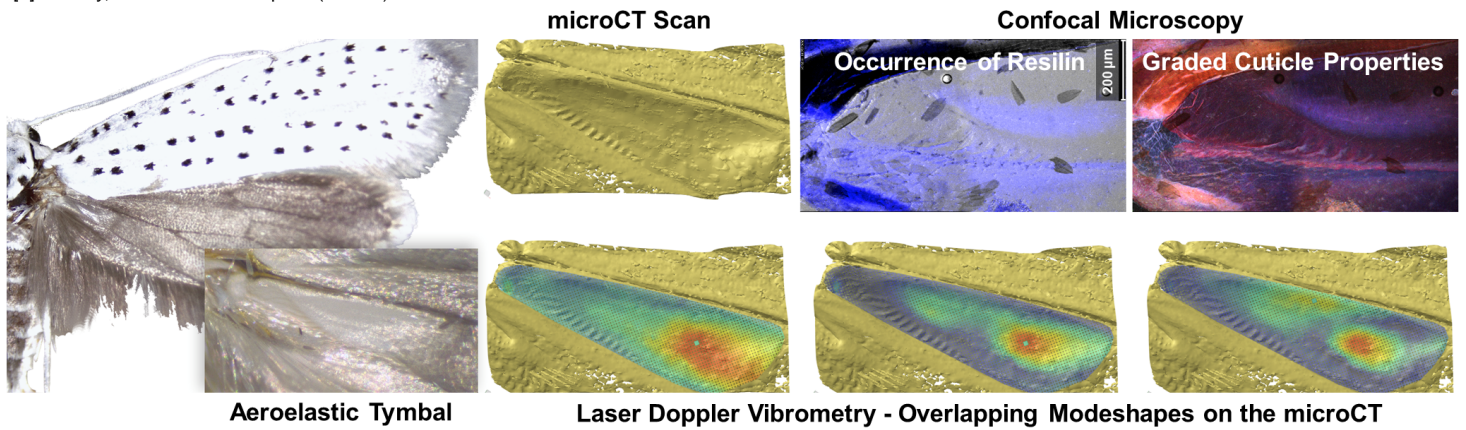 microCT Scan
Confocal Microscopy
Occurrence of Resilin
200 µm
Graded Cuticle Properties
Aeroelastic Tymbal
Laser Doppler Vibrometry - Overlapping Modeshapes on the microCT